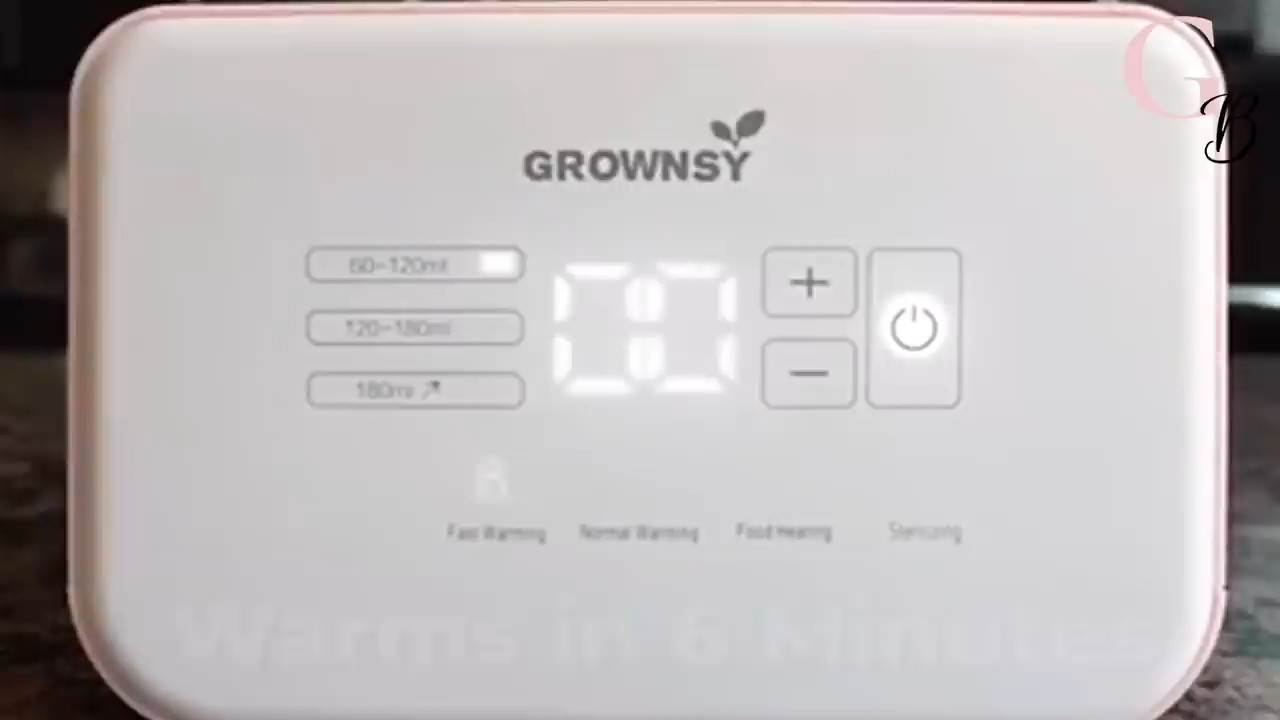 G
B
GROWNSY
60-120ml
120-180ml
180ml ↗
00
+
−
Fast Warming
Normal Warming
Food Heating
Sterilizing
Warms in 6 Minutes